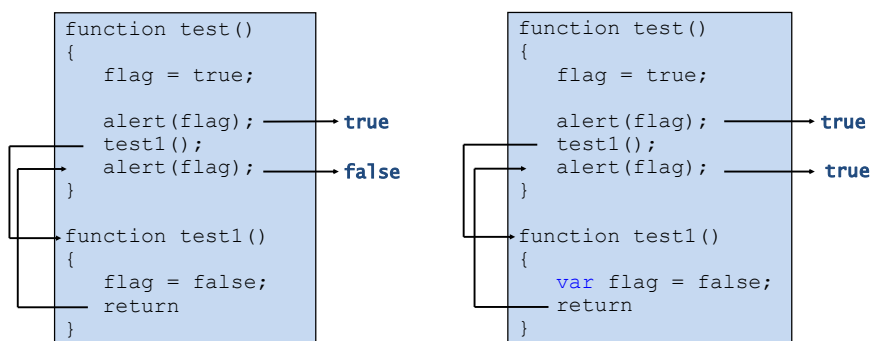 function test()
{
flag = true;
alert(flag); true
test1();
alert(flag); false
}
function test1()
{
flag = false;
return
}
function test()
{
flag = true;
alert(flag); true
test1();
alert(flag); true
}
function test1()
{
var flag = false;
return
}